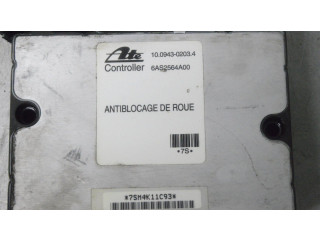 Ate 10.0943-0203.4
Controller 6AS2564A00
ANTIBLOCAGE DE ROUE
*7S*
*7SM4K11C93*